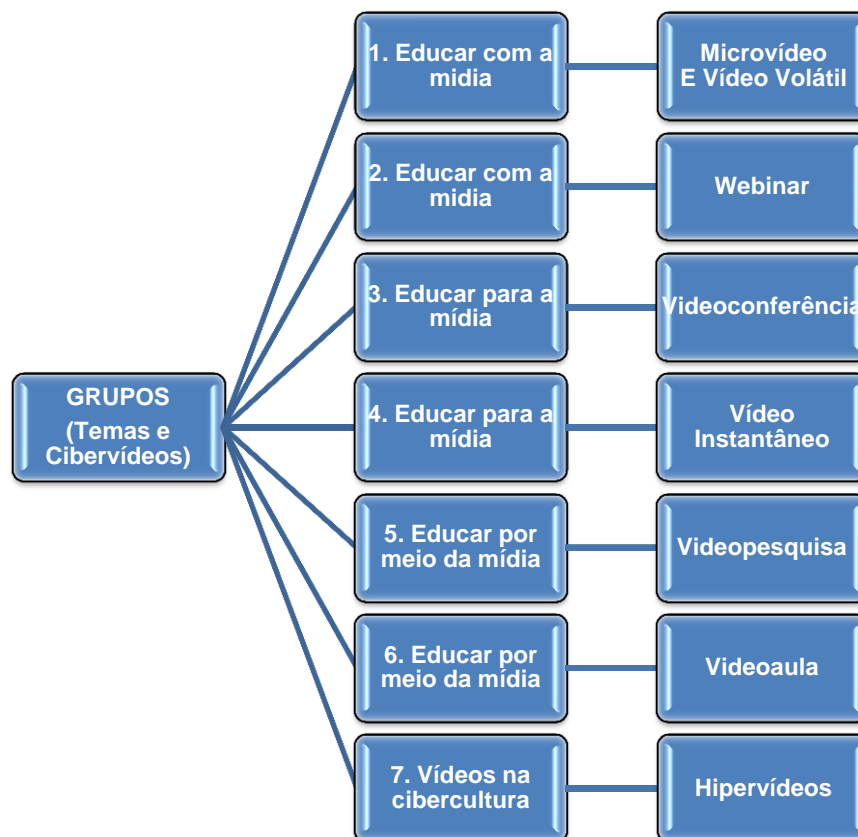 1. Educar com a
midia
Microvídeo
E Vídeo Volátil
2. Educar com a
midia
Webinar
3. Educar para a
mídia
Videoconferência
GRUPOS
(Temas e
Cibervídeos)
4. Educar para a
mídia
Vídeo
Instantâneo
5. Educar por
meio da mídia
Videopesquisa
6. Educar por
meio da mídia
Videoaula
7. Vídeos na
cibercultura
Hipervídeos